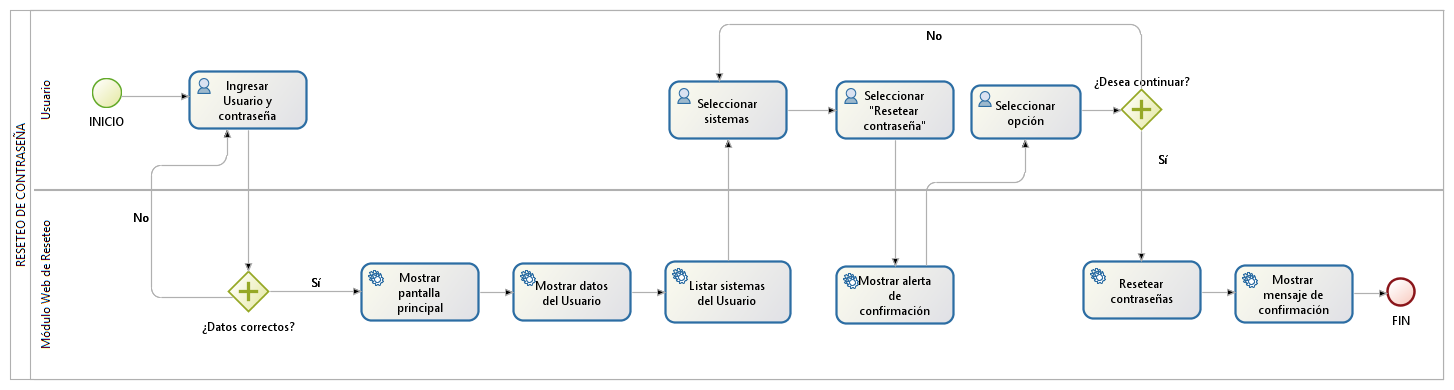 RESETEO DE CONTRASEÑA
Usuario
INICIO
Ingresar
Usuario y
contraseña
Seleccionar
sistemas
Seleccionar
"Resetear
contraseña"
Seleccionar
opción
¿Desea continuar?
No
Sí
Módulo Web de Reseteo
No
¿Datos correctos?
Sí
Mostrar
pantalla
principal
Mostrar datos
del Usuario
Listar sistemas
del Usuario
Mostrar alerta
de
confirmación
Resetear
contraseñas
Mostrar
mensaje de
confirmación
FIN